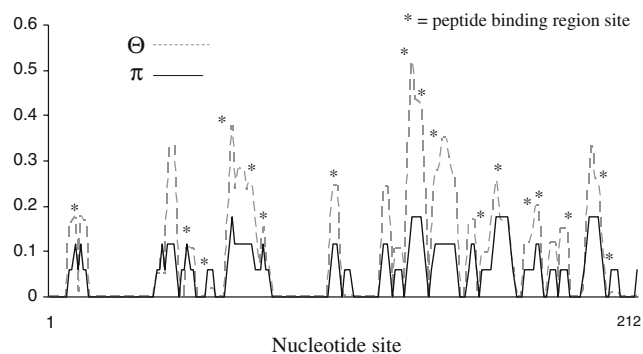 0.6
* = peptide binding region site
Θ
π
0.5
0.4
0.3
0.2
0.1
0
1
212
Nucleotide site